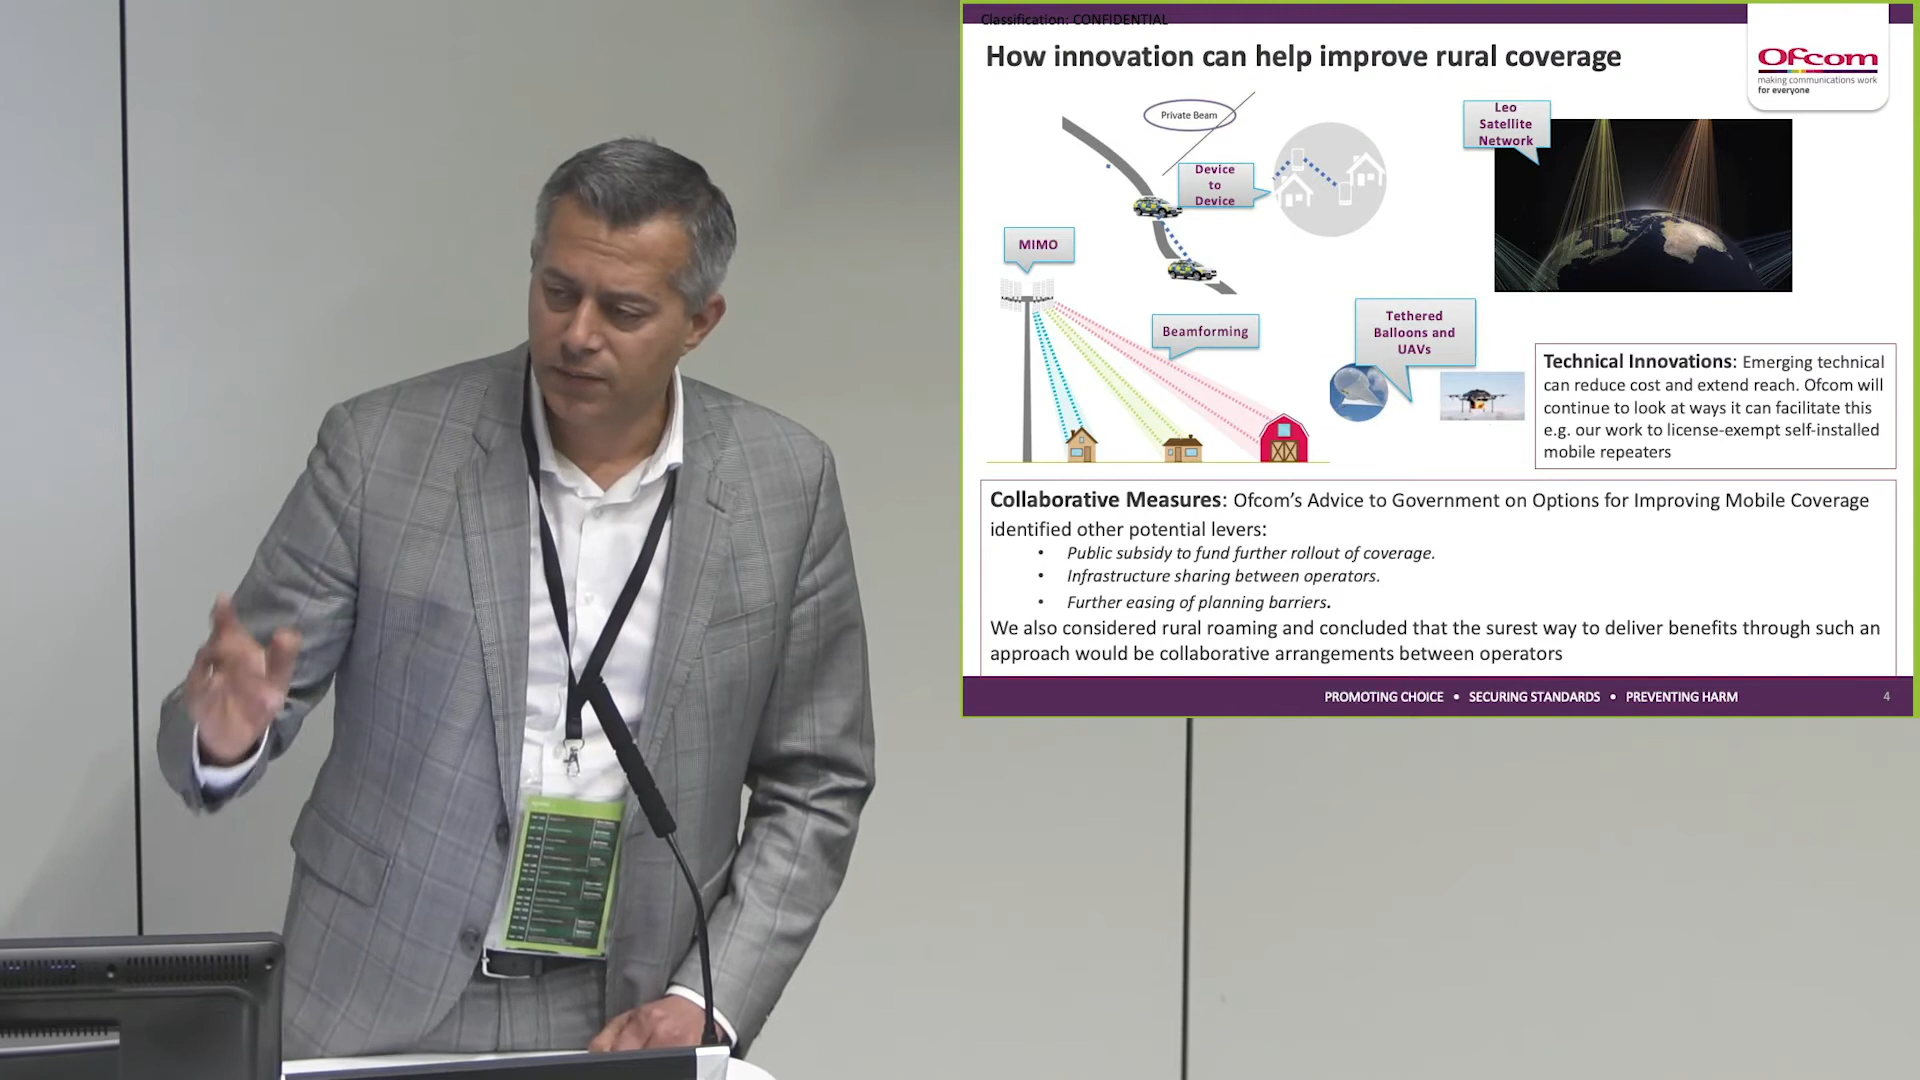 Classification: CONFIDENTIAL
How innovation can help improve rural coverage
Ofcom
making communications work
for everyone
Private Beam
Leo
Satellite
Network
Device
to
Device
MIMO
Beamforming
Tethered
Balloons and
UAVs
Technical Innovations: Emerging technical
can reduce cost and extend reach. Ofcom will
continue to look at ways it can facilitate this
e.g. our work to license-exempt self-installed
mobile repeaters
Collaborative Measures: Ofcom's Advice to Government on Options for Improving Mobile Coverage
identified other potential levers:
• Public subsidy to fund further rollout of coverage.
• Infrastructure sharing between operators.
• Further easing of planning barriers.
We also considered rural roaming and concluded that the surest way to deliver benefits through such an
approach would be collaborative arrangements between operators
PROMOTING CHOICE • SECURING STANDARDS • PREVENTING HARM
4